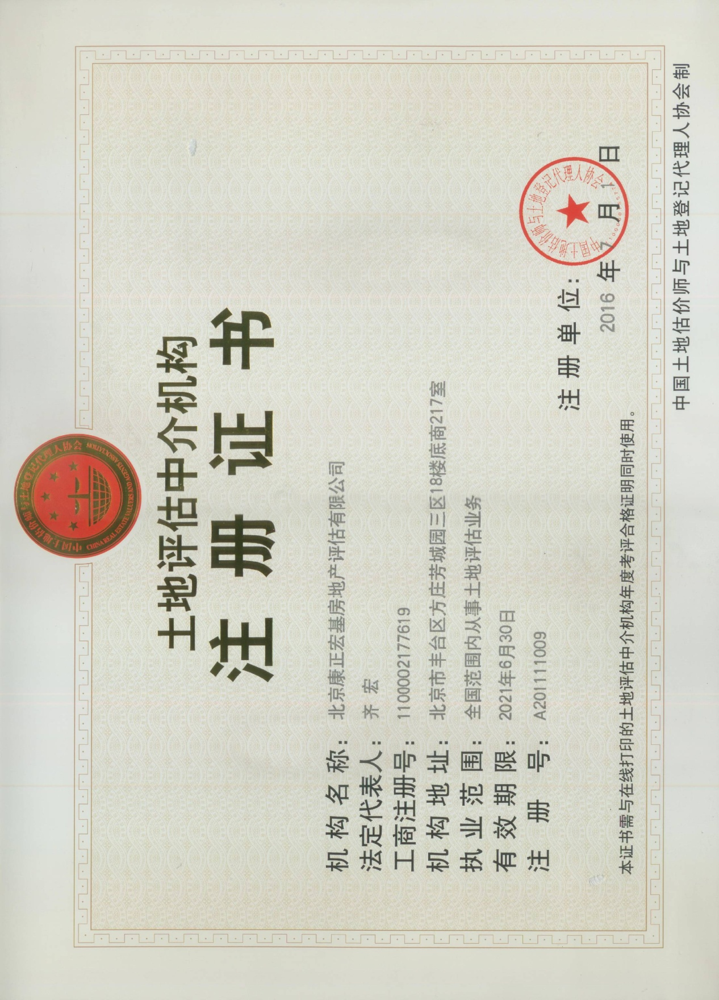 中国土地估价师与土地登记代理人协会
CHINA REAL ESTATE VALUERS AND AGENTS ASSOCIATION
土地评估中介机构
注册证书
机构名称：北京康正宏基房地产评估有限公司
法定代表人：齐 宏
工商注册号：1100002177619
机构地址：北京市丰台区方庄芳城园三区18楼底商217室
执业范围：全国范围内从事土地评估业务
有效期限：2021年6月30日
注册号：A201111009
注册单位：
中国土地估价师与土地登记代理人协会
2016 年 7 月 1 日
本证书需与在线打印的土地评估中介机构年度考评合格证明同时使用。
中国土地估价师与土地登记代理人协会制